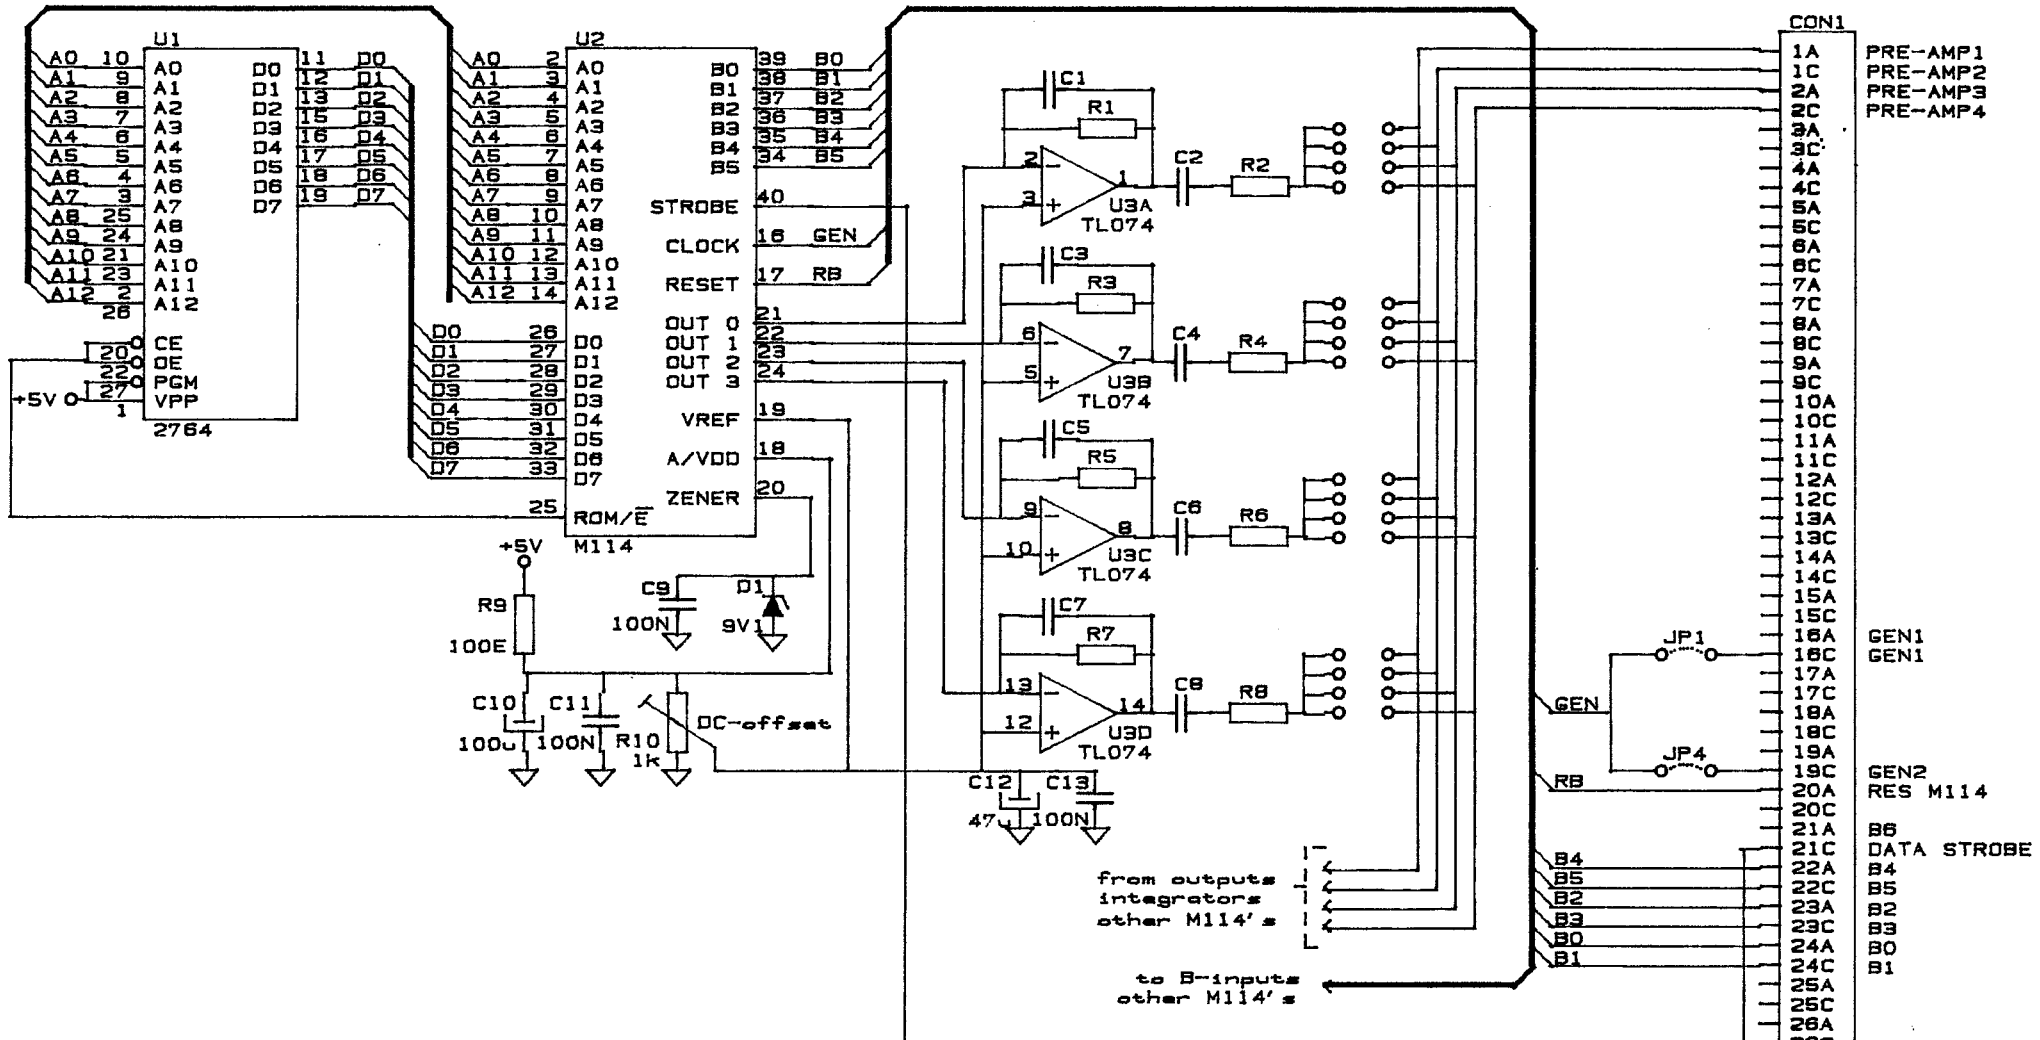 U1
A0 10 A0 D0 11 D0
A1 9 A1 D1 12 D1
A2 8 A2 D2 13 D2
A3 7 A3 D3 15 D3
A4 6 A4 D4 16 D4
A5 5 A5 D5 17 D5
A6 4 A6 D6 18 D6
A7 3 A7 D7 19 D7
A8 25 A8
A9 24 A9
A10 21 A10
A11 23 A11
A12 2 A12
26
CE
20 OE
22 PGM
+5V 27 VPP
1
2764
U2
A0 2 A0 B0 39 B0
A1 3 A1 B1 38 B1
A2 4 A2 B2 37 B2
A3 5 A3 B3 36 B3
A4 6 A4 B4 35 B4
A5 7 A5 B5 34 B5
A6 8 A6
A7 9 A7 STROBE 40
A8 10 A8
A9 11 A9 CLOCK 16 GEN
A10 12 A10
A11 13 A11 RESET 17 RB
A12 14 A12
OUT 0 21
D0 26 D0 OUT 1 22
D1 27 D1 OUT 2 23
D2 28 D2 OUT 3 24
D3 29 D3
D4 30 D4 VREF 19
D5 31 D5
D6 32 D6 A/VDD 18
D7 33 D7
ZENER 20
25 ROM/E
M114
+5V
R9
100E
C9
100N
D1
9V1
C10
100u
C11
100N
R10
1k
DC-offset
C1
R1
2 -
3 +
1
U3A
TL074
C2
R2
C3
R3
6 -
5 +
7
U3B
TL074
C4
R4
C5
R5
9 -
10 +
8
U3C
TL074
C6
R6
C7
R7
13 -
12 +
14
U3D
TL074
C8
R8
C12
47u
C13
100N
from outputs
integrators
other M114's
to B-inputs
other M114's
GEN
JP1
JP4
RB
B4
B5
B2
B3
B0
B1
CON1
1A PRE-AMP1
1C PRE-AMP2
2A PRE-AMP3
2C PRE-AMP4
3A
3C
4A
4C
5A
5C
6A
6C
7A
7C
8A
8C
9A
9C
10A
10C
11A
11C
12A
12C
13A
13C
14A
14C
15A
15C
16A GEN1
16C GEN1
17A
17C
18A
18C
19A
19C GEN2
20A RES M114
20C
21A B6
21C DATA STROBE
22A B4
22C B5
23A B2
23C B3
24A B0
24C B1
25A
25C
26A